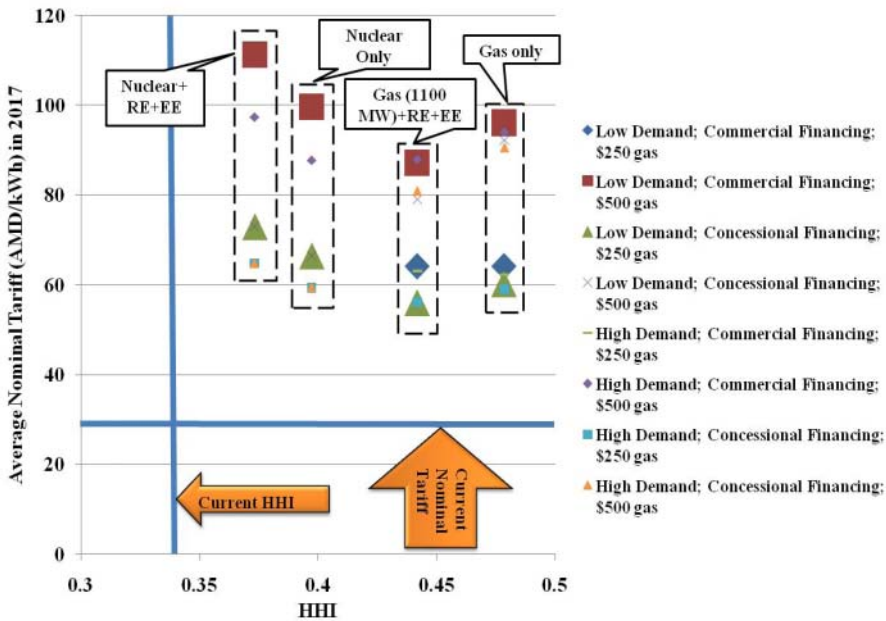 120
100
80
60
40
20
0
Average Nominal Tariff (AMD/kWh) in 2017
0.3
0.35
0.4
0.45
0.5
HHI
Nuclear+
RE+EE
Nuclear
Only
Gas (1100
MW)+RE+EE
Gas only
Current HHI
Current
Nominal
Tariff
Low Demand; Commercial Financing;
$250 gas
Low Demand; Commercial Financing;
$500 gas
Low Demand; Concessional Financing;
$250 gas
Low Demand; Concessional Financing;
$500 gas
High Demand; Commercial Financing;
$250 gas
High Demand; Commercial Financing;
$500 gas
High Demand; Concessional Financing;
$250 gas
High Demand; Concessional Financing;
$500 gas